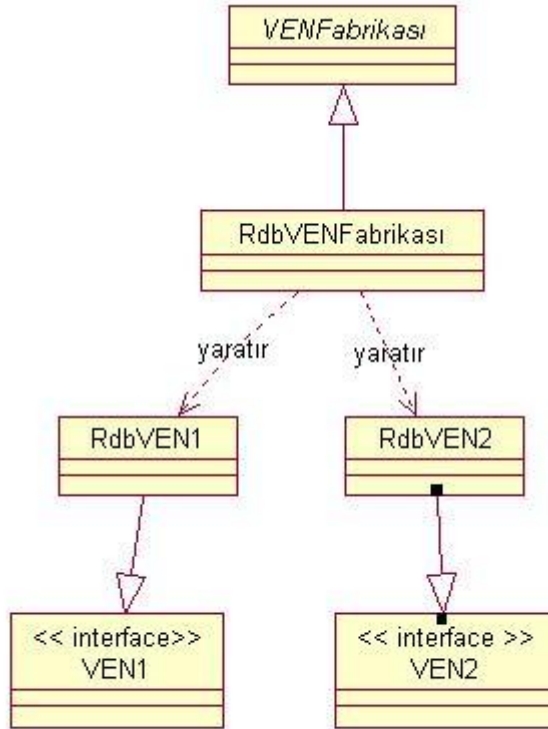 VENFabrikası
RdbVENFabrikası
yaratır
yaratır
RdbVEN1
RdbVEN2
<< interface>>
VEN1
<< interface >>
VEN2